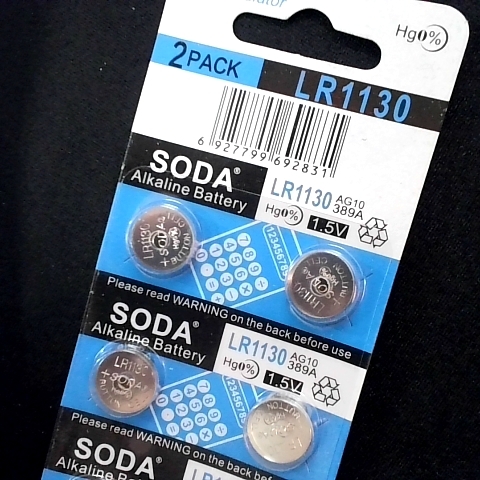 Hg0%
2PACK
LR1130
6 927799 692831
SODA®
Alkaline Battery
LR1130 AG10 389A
Hg0% 1.5V
Please read WARNING on the back before use
SODA®
Alkaline Battery
LR1130 AG10 389A
Hg0% 1.5V
Please read WARNING on the back before use
SODA®
Alkaline Battery